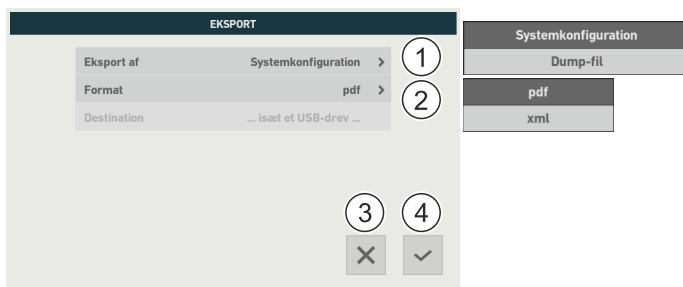 EKSPORT
Eksport af Systemkonfiguration >
1
Format pdf >
2
Destination ... isæt et USB-drev ...
3 4
Systemkonfiguration
Dump-fil
pdf
xml